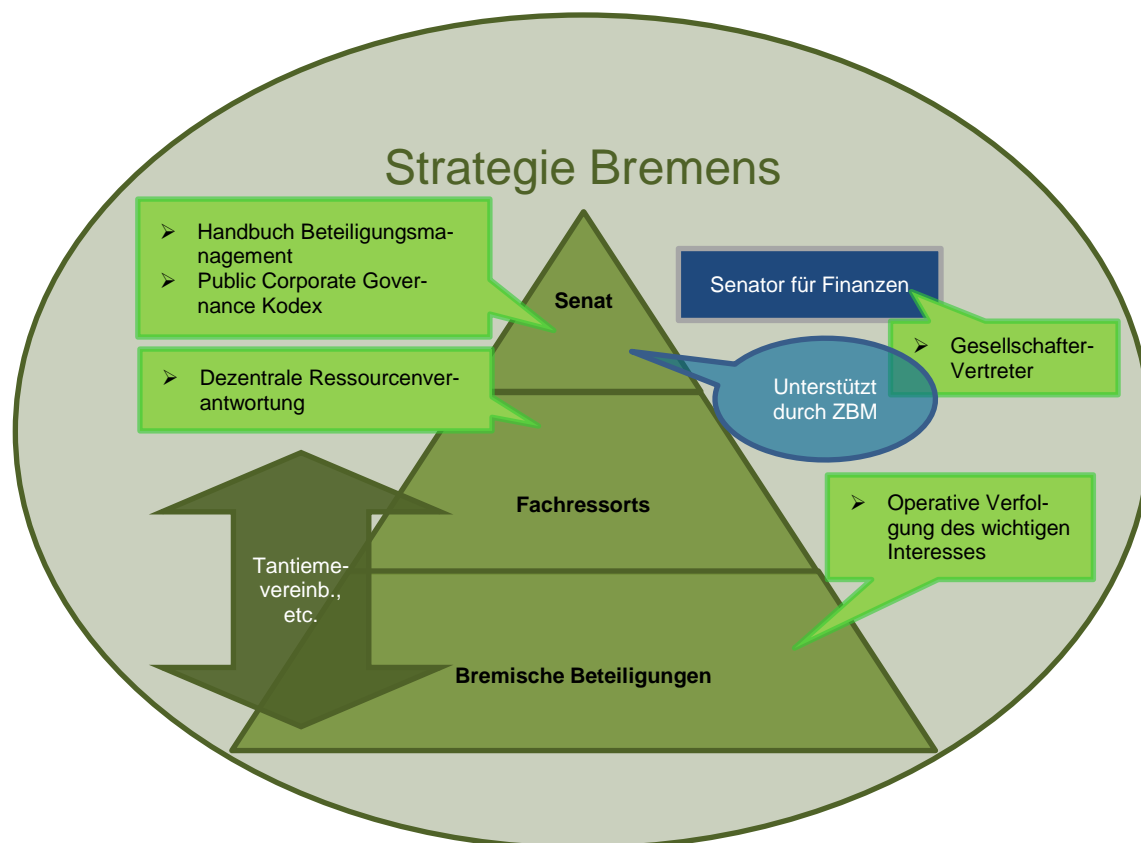 Strategie Bremens
➢ Handbuch Beteiligungsma-
nagement
➢ Public Corporate Gover-
nance Kodex
Senat
Senator für Finanzen
➢ Gesellschafter-
Vertreter
➢ Dezentrale Ressourcenver-
antwortung
Unterstützt
durch ZBM
Fachressorts
➢ Operative Verfol-
gung des wichtigen
Interesses
Tantieme-
vereinb.,
etc.
Bremische Beteiligungen